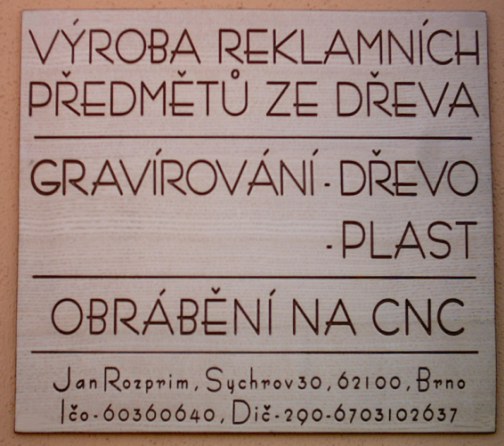 VÝROBA REKLAMNÍCH
PŘEDMĚTŮ ZE DŘEVA
GRAVÍROVÁNÍ - DŘEVO
- PLAST
OBRÁBĚNÍ NA CNC
Jan Rozprim, Sychrov 30, 62100, Brno
Ičo - 60360640, Dič - 290-6703102637